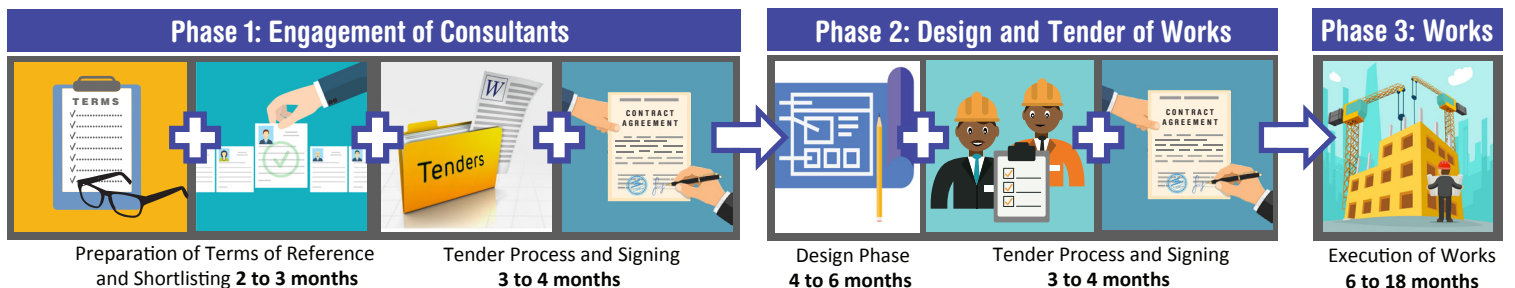 Phase 1: Engagement of Consultants
Phase 2: Design and Tender of Works
Phase 3: Works
TERMS
W
Tenders
CONTRACT
AGREEMENT
CONTRACT
AGREEMENT
Preparation of Terms of Reference
and Shortlisting 2 to 3 months
Tender Process and Signing
3 to 4 months
Design Phase
4 to 6 months
Tender Process and Signing
3 to 4 months
Execution of Works
6 to 18 months